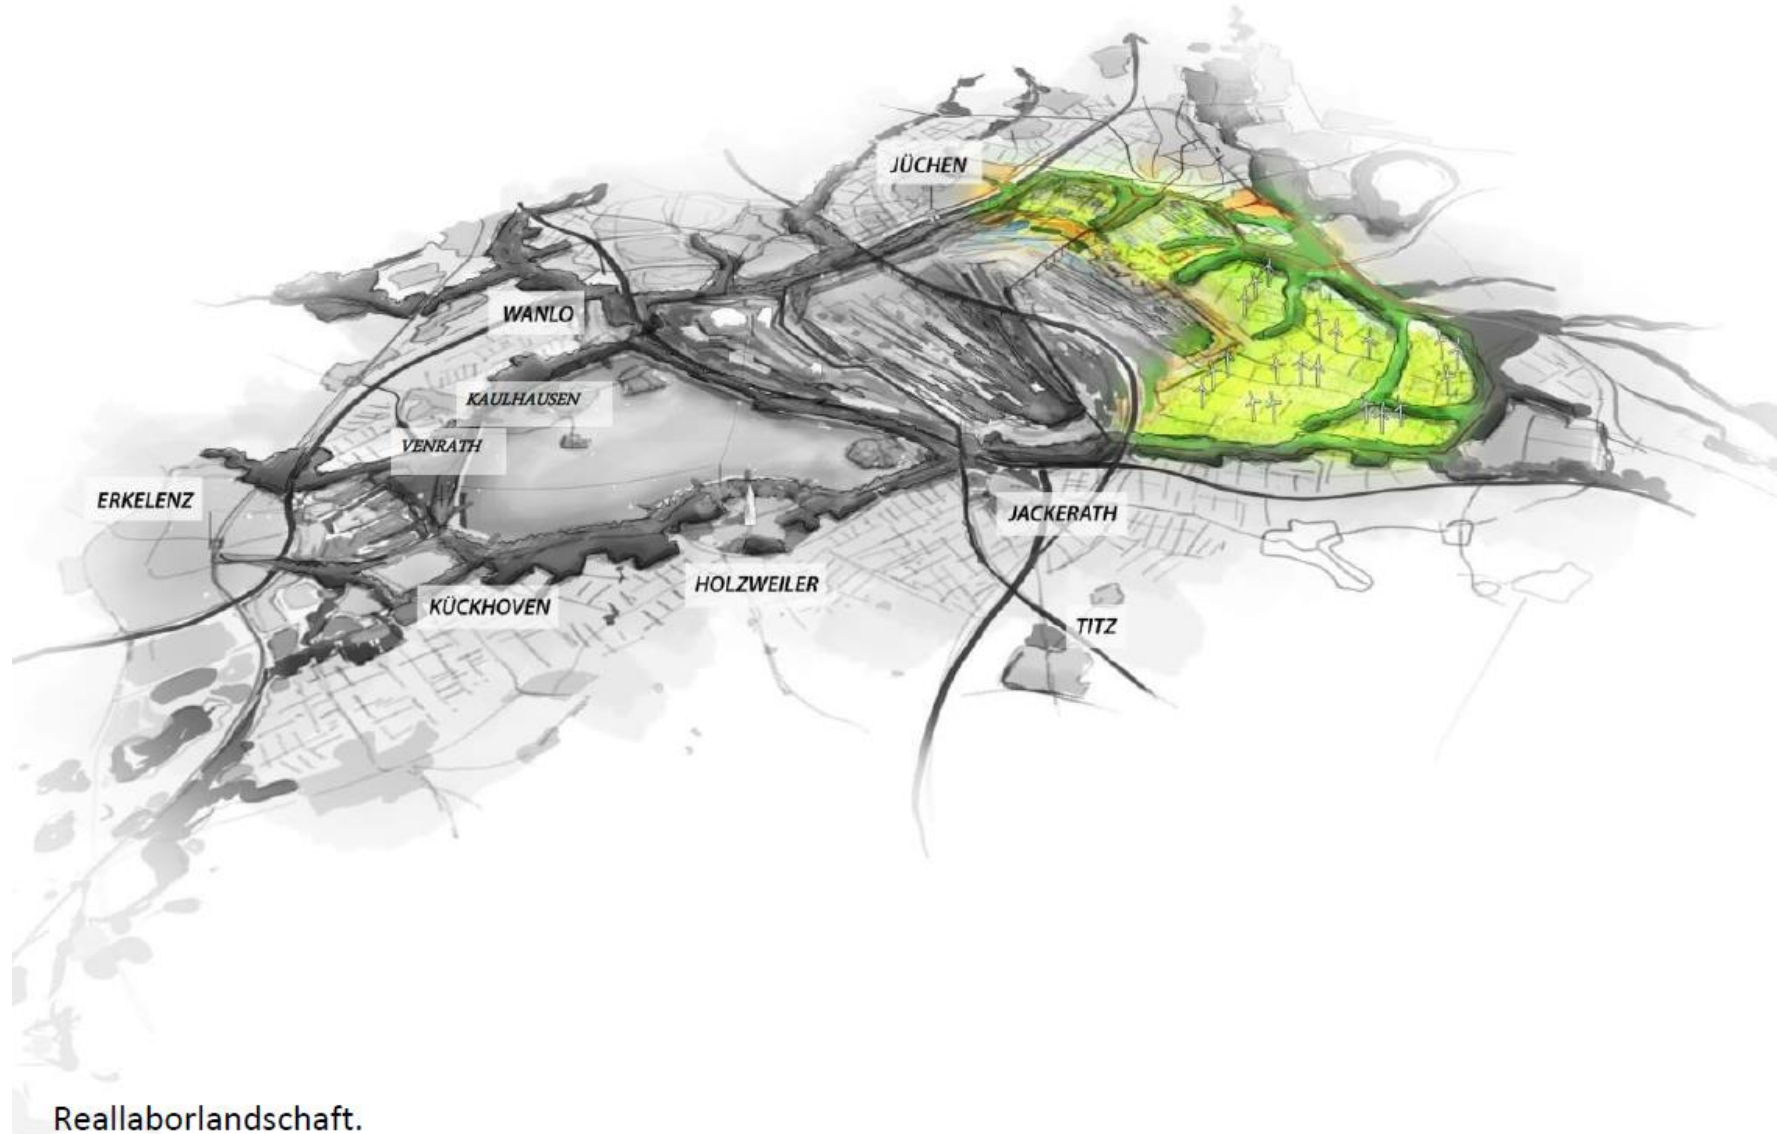 JÜCHEN
WANLO
KAULHAUSEN
VENRATH
ERKELENZ
JACKERATH
HOLZWEILER
KÜCKHOVEN
TITZ
Reallaborlandschaft.